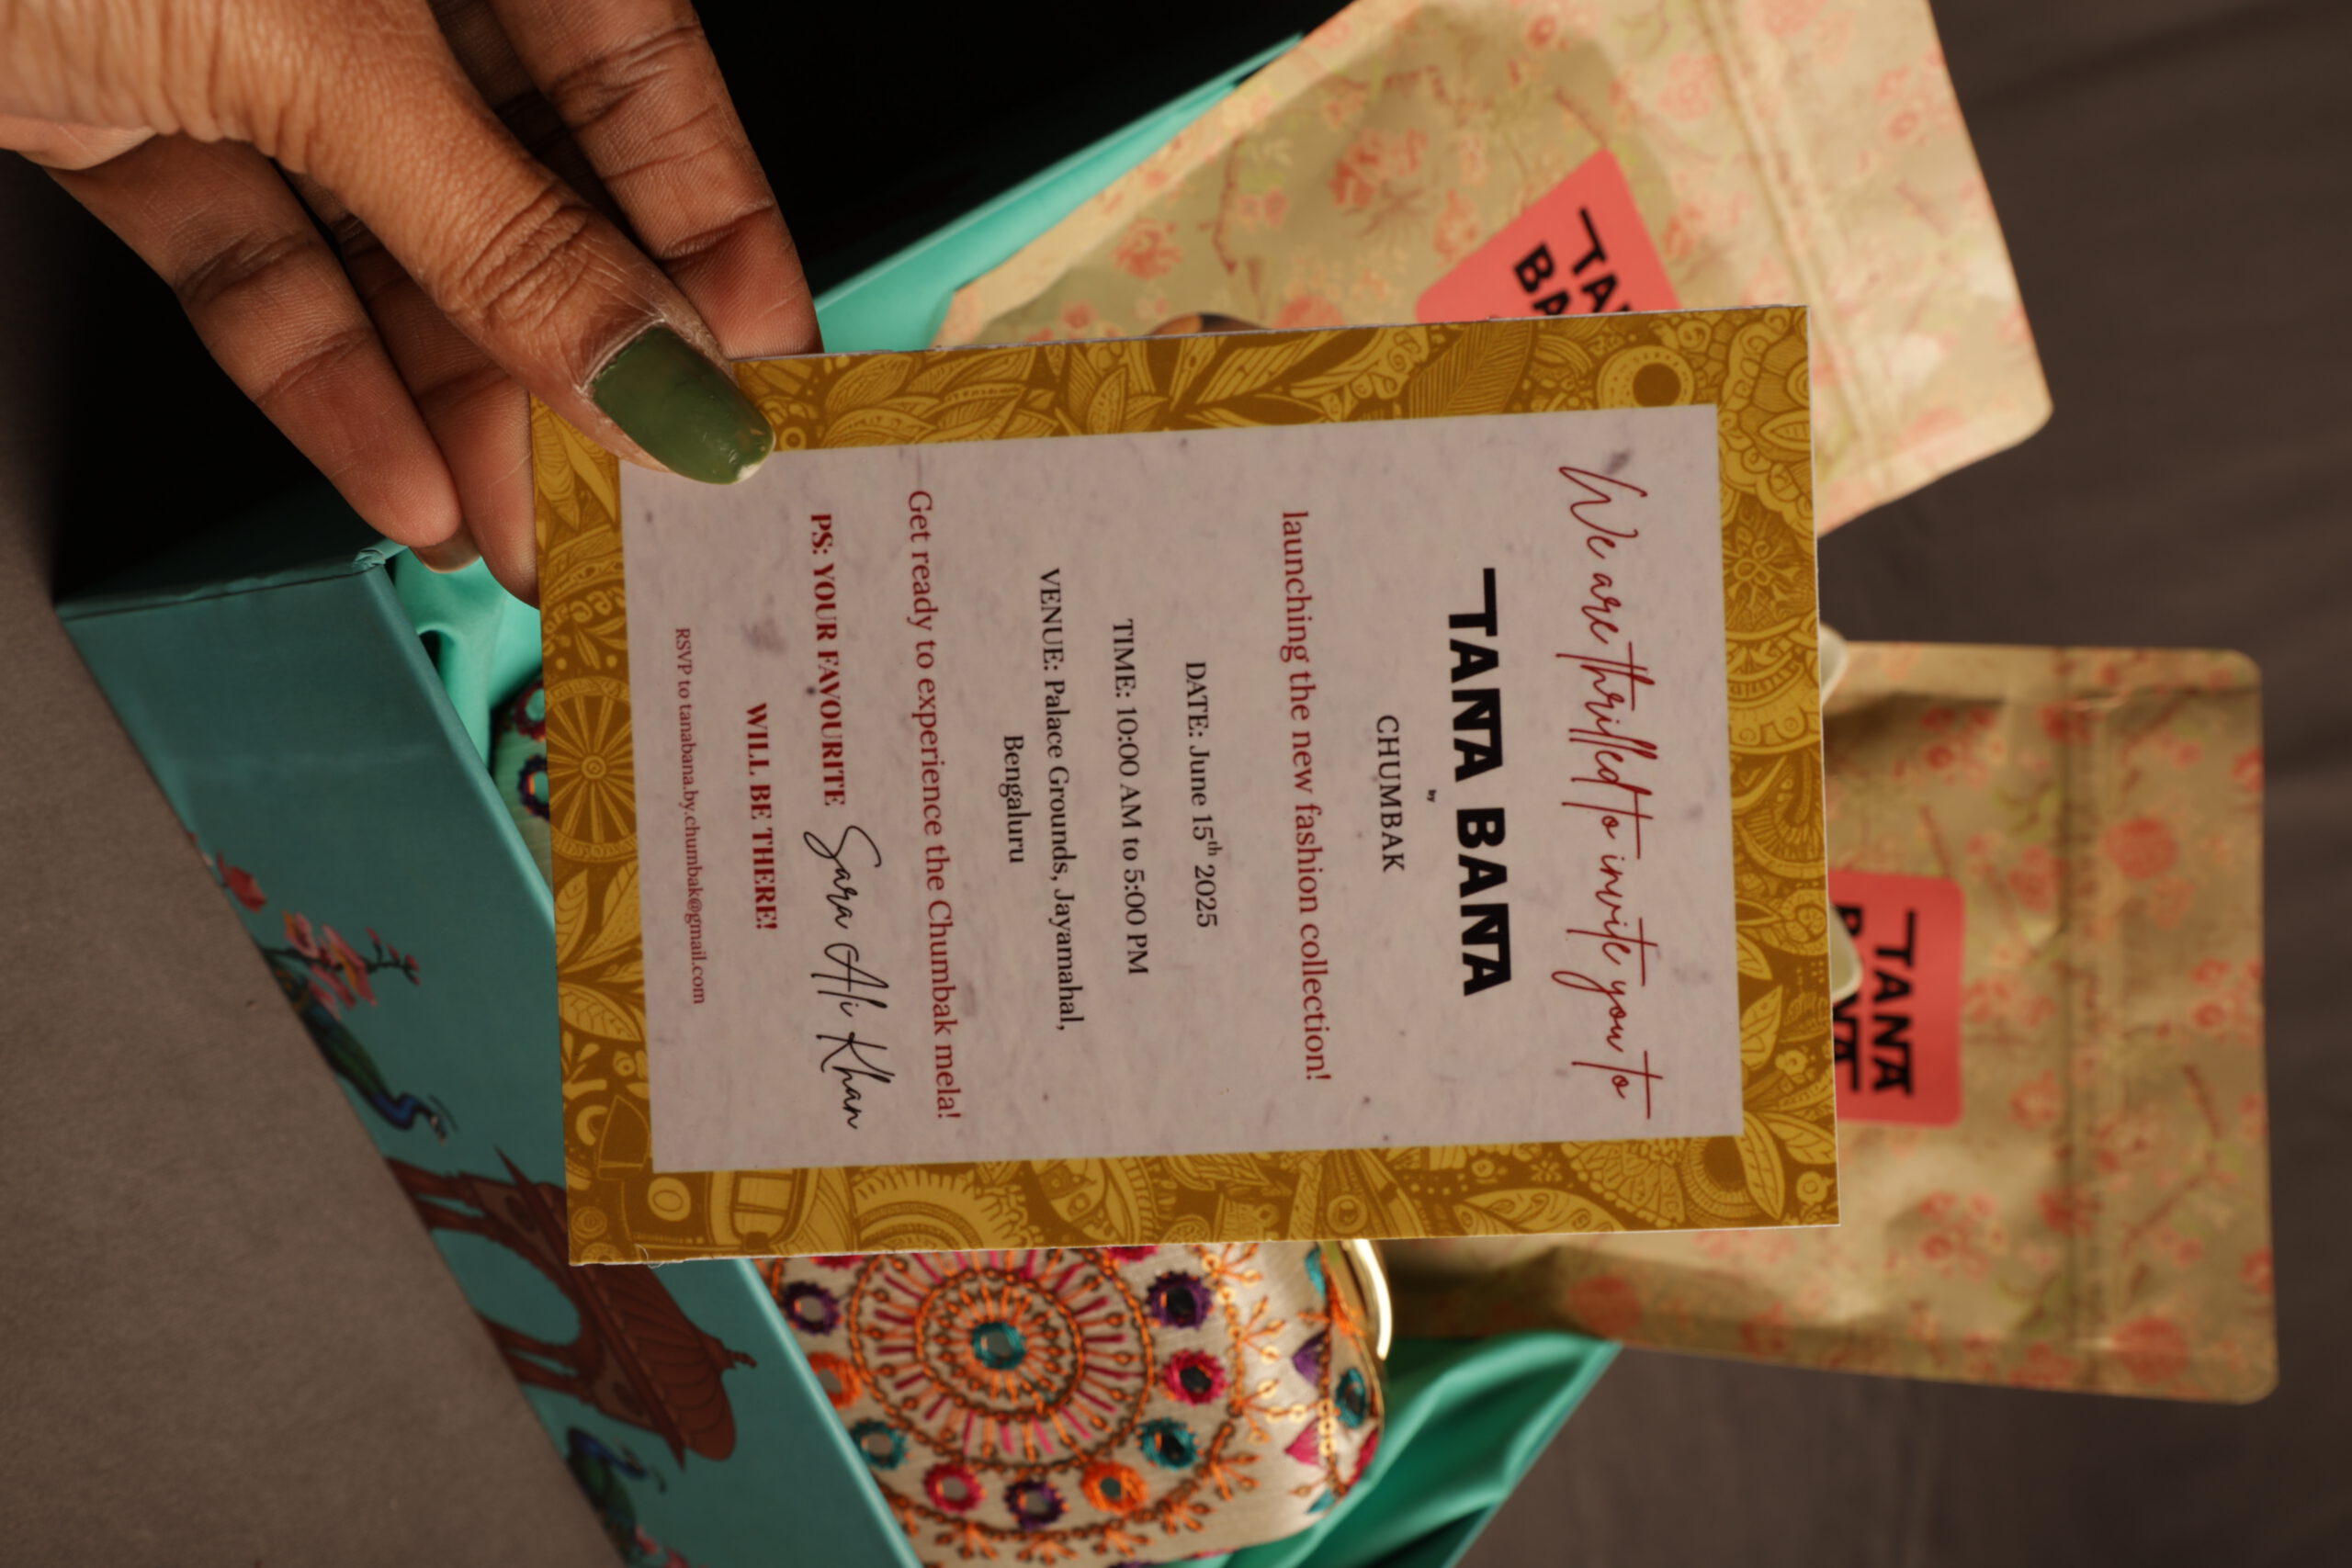 We are thrilled to invite you to
TANA BANA
by
CHUMBAK
launching the new fashion collection!
DATE: June 15th 2025
TIME: 10:00 AM to 5:00 PM
VENUE: Palace Grounds, Jayamahal,
Bengaluru
Get ready to experience the Chumbak mela!
PS: YOUR FAVOURITE Sara Ali Khan
WILL BE THERE!
RSVP to tanabana.by.chumbak@gmail.com
TANA